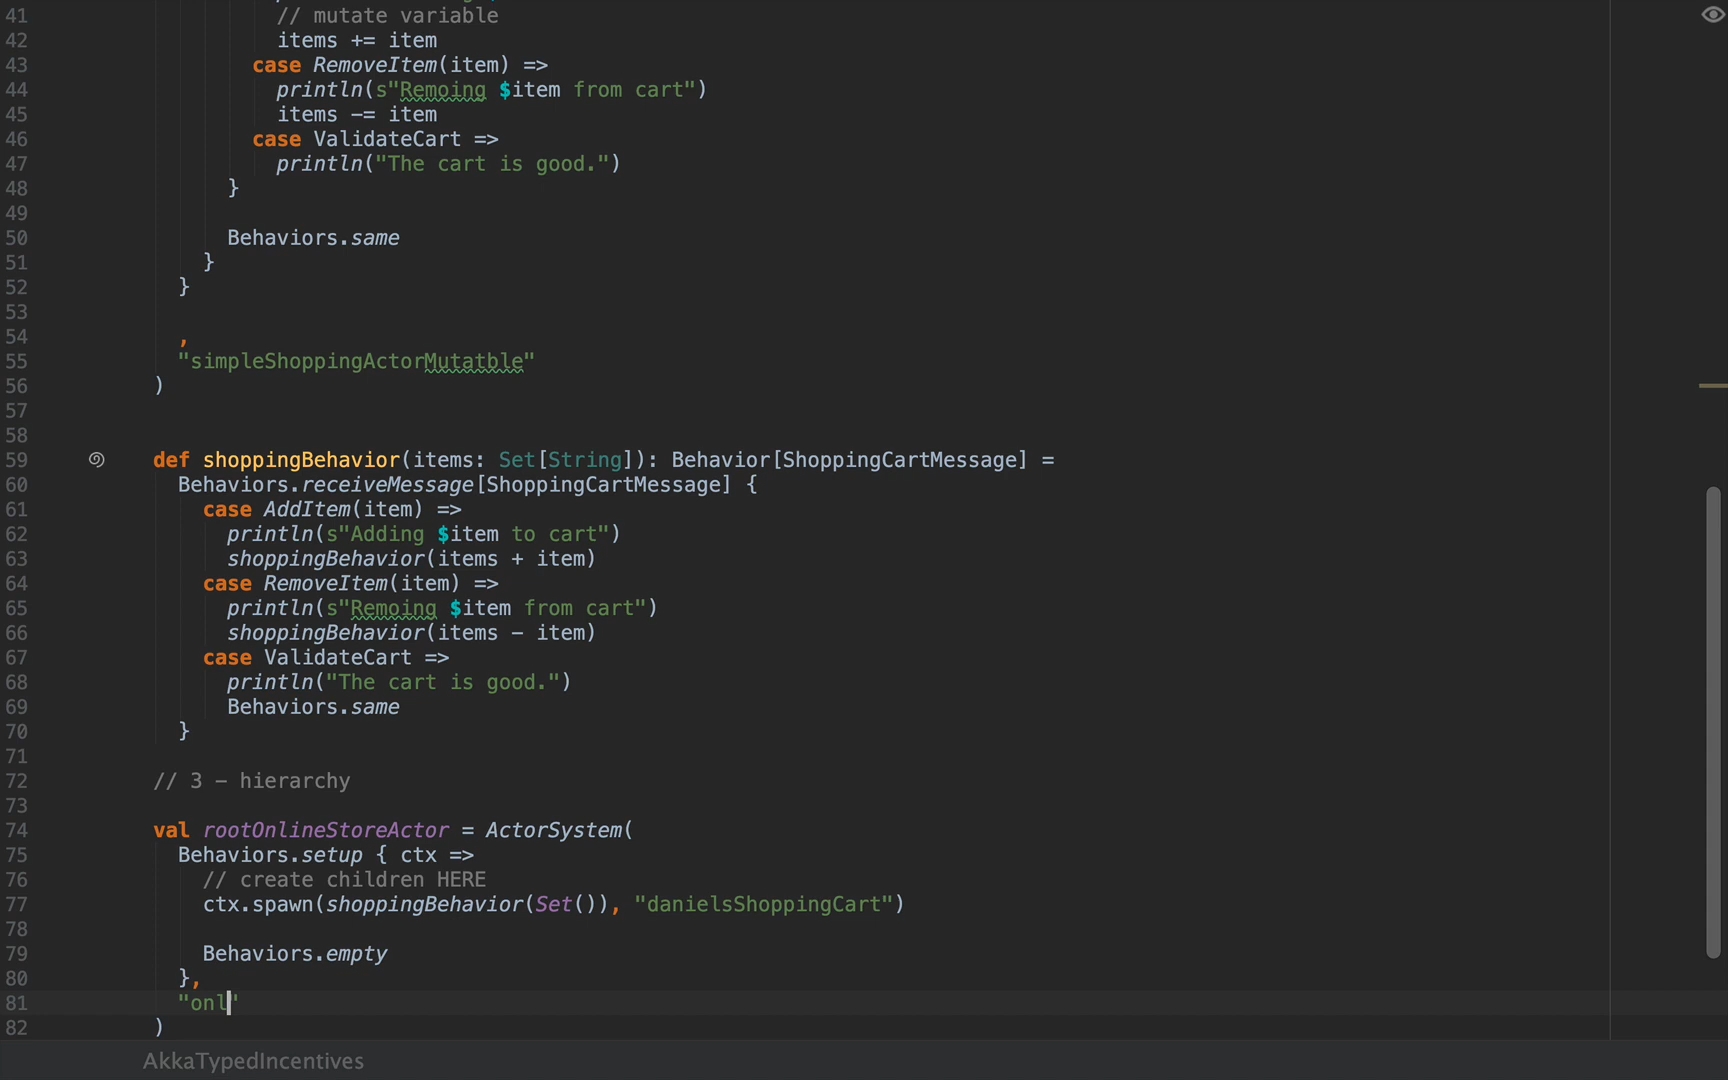 41 // mutate variable
42 items += item
43 case RemoveItem(item) =>
44 println(s"Remoing $item from cart")
45 items -= item
46 case ValidateCart =>
47 println("The cart is good.")
48 }
49
50 Behaviors.same
51 }
52 }
53
54 ,
55 "simpleShoppingActorMutatble"
56 )
57
58
59 def shoppingBehavior(items: Set[String]): Behavior[ShoppingCartMessage] =
60 Behaviors.receiveMessage[ShoppingCartMessage] {
61 case AddItem(item) =>
62 println(s"Adding $item to cart")
63 shoppingBehavior(items + item)
64 case RemoveItem(item) =>
65 println(s"Remoing $item from cart")
66 shoppingBehavior(items - item)
67 case ValidateCart =>
68 println("The cart is good.")
69 Behaviors.same
70 }
71
72 // 3 - hierarchy
73
74 val rootOnlineStoreActor = ActorSystem(
75 Behaviors.setup { ctx =>
76 // create children HERE
77 ctx.spawn(shoppingBehavior(Set()), "danielsShoppingCart")
78
79 Behaviors.empty
80 },
81 "onl"
82 )
AkkaTypedIncentives